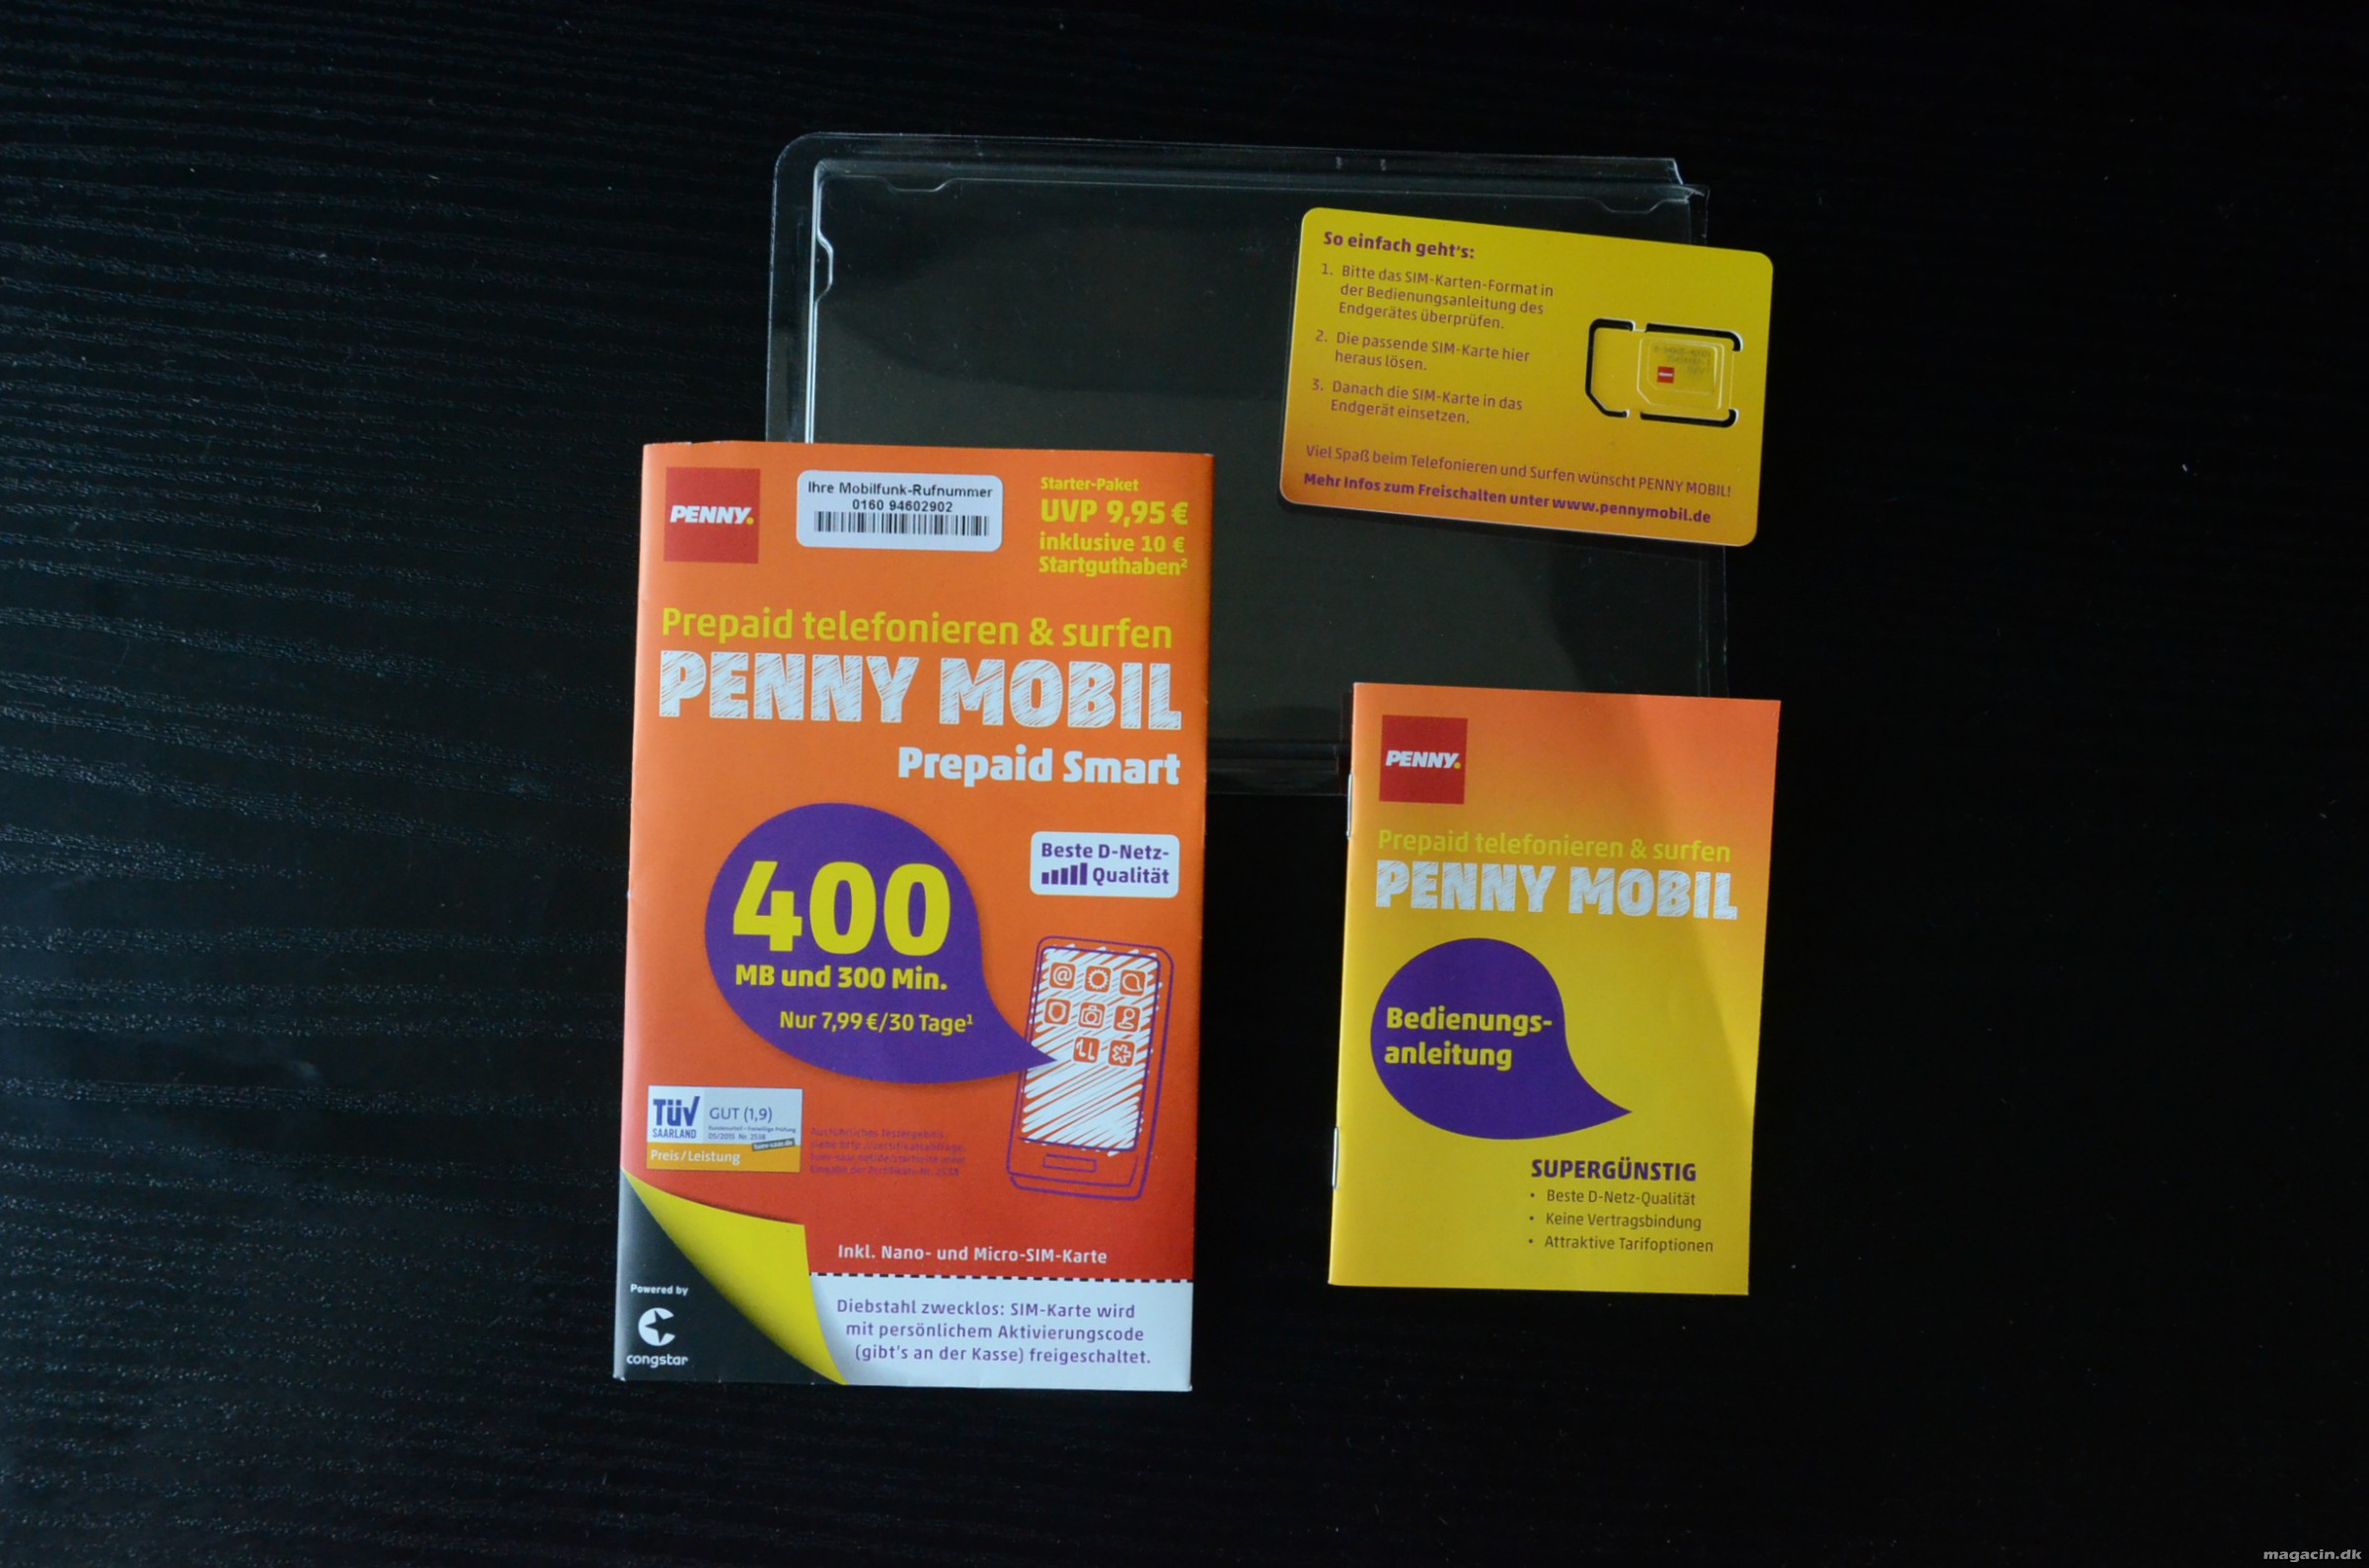 PENNY.
Ihre Mobilfunk-Rufnummer
0160 94602902
Starter-Paket
UVP 9,95 €
inklusive 10 €
Startguthaben²
Prepaid telefonieren & surfen
PENNY MOBIL
Prepaid Smart
400
MB und 300 Min.
Nur 7,99 €/30 Tage¹
Beste D-Netz-
Qualität
TÜV
SAARLAND
GUT (1,9)
Preis/Leistung
Inkl. Nano- und Micro-SIM-Karte
Powered by
congstar
Diebstahl zwecklos: SIM-Karte wird
mit persönlichem Aktivierungscode
(gibt's an der Kasse) freigeschaltet.
So einfach geht's:
1. Bitte das SIM-Karten-Format in
der Bedienungsanleitung des
Endgerätes überprüfen.
2. Die passende SIM-Karte hier
heraus lösen.
3. Danach die SIM-Karte in das
Endgerät einsetzen.
Viel Spaß beim Telefonieren und Surfen wünscht PENNY MOBIL!
Mehr Infos zum Freischalten unter www.pennymobil.de
PENNY.
Prepaid telefonieren & surfen
PENNY MOBIL
Bedienungs-
anleitung
SUPERGÜNSTIG
• Beste D-Netz-Qualität
• Keine Vertragsbindung
• Attraktive Tarifoptionen
magacin.dk